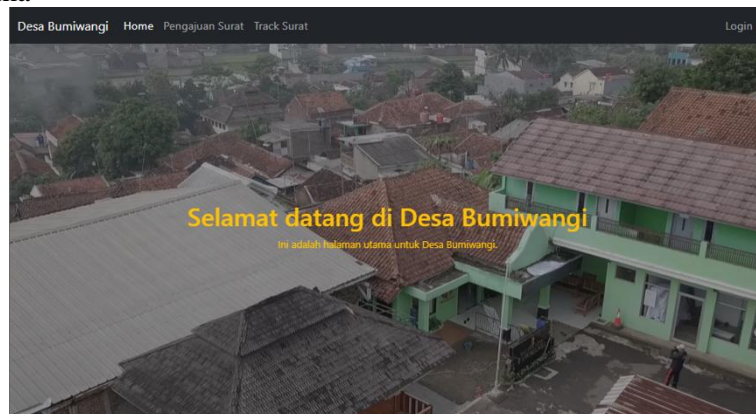 Desa Bumiwangi Home Pengajuan Surat Track Surat Login
Selamat datang di Desa Bumiwangi
Ini adalah halaman utama untuk Desa Bumiwangi.